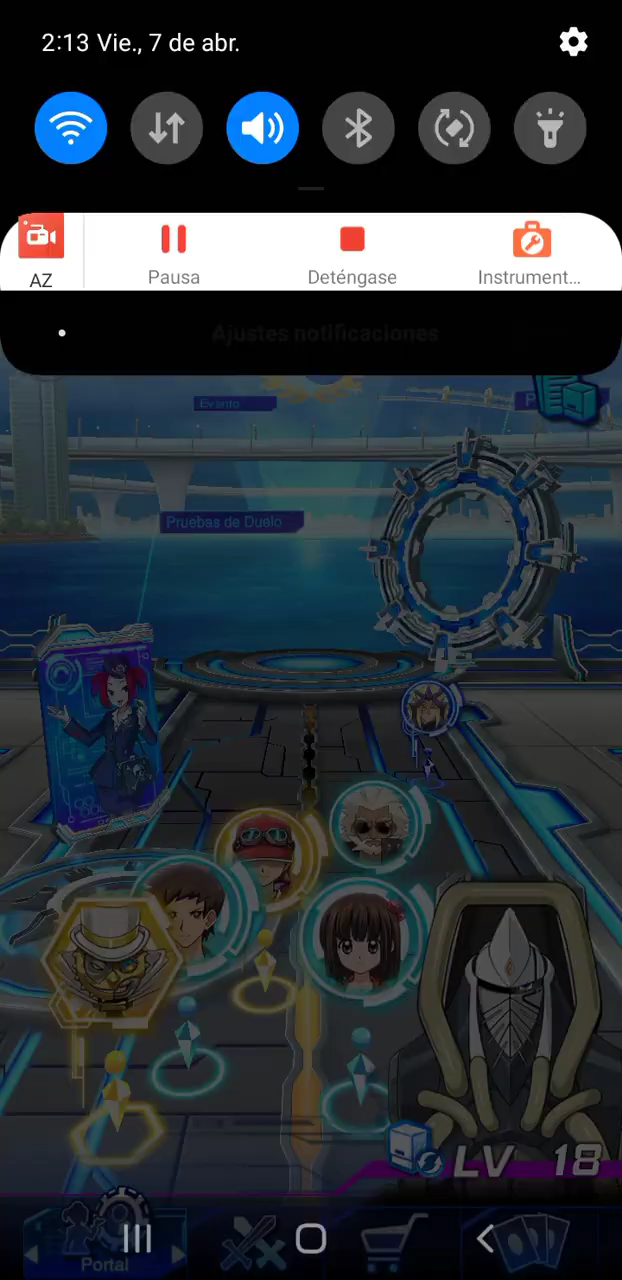 2:13 Vie., 7 de abr.
AZ
Pausa
Deténgase
Instrument...
Ajustes notificaciones
Evento
P
Pruebas de Duelo
LV 18
Portal